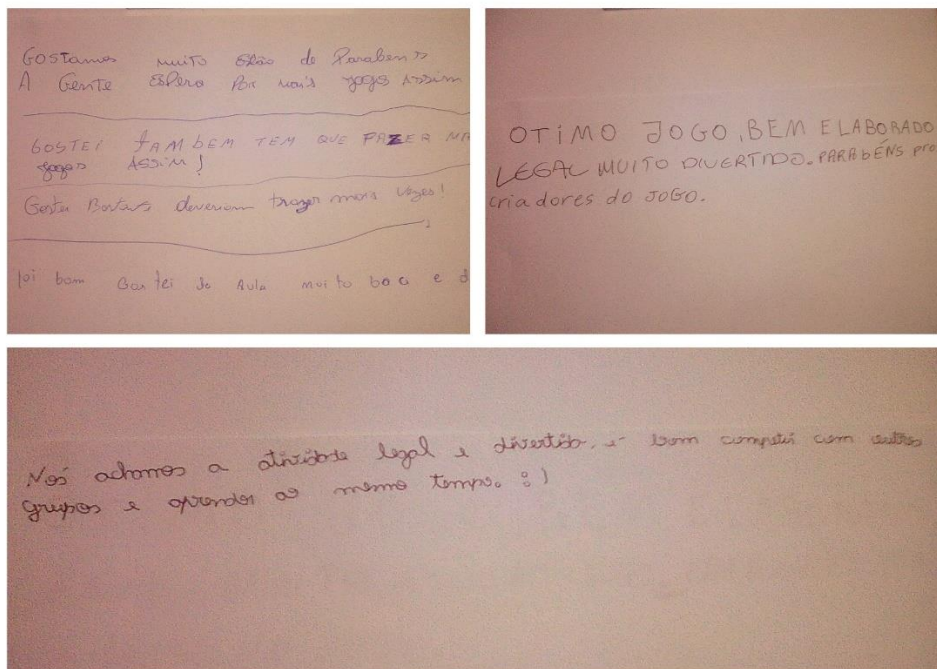 Gostamos muito estão de Parabens
A Gente espera Por mais jogos Assim
GOSTEI TAMBEM TEM QUE FAZER MA
jogos ASSIM!
deveriam trazer mais vezes!
foi bom Gostei da Aula muito boa e d
OTIMO JOGO, BEM ELABORADO
LEGAL MUITO DIVERTIDO. PARABÉNS pro
criadores do JOGO.
Nós achamos a atividade legal e divertida, é bom competir com outros
grupos e aprender ao mesmo tempo. :)